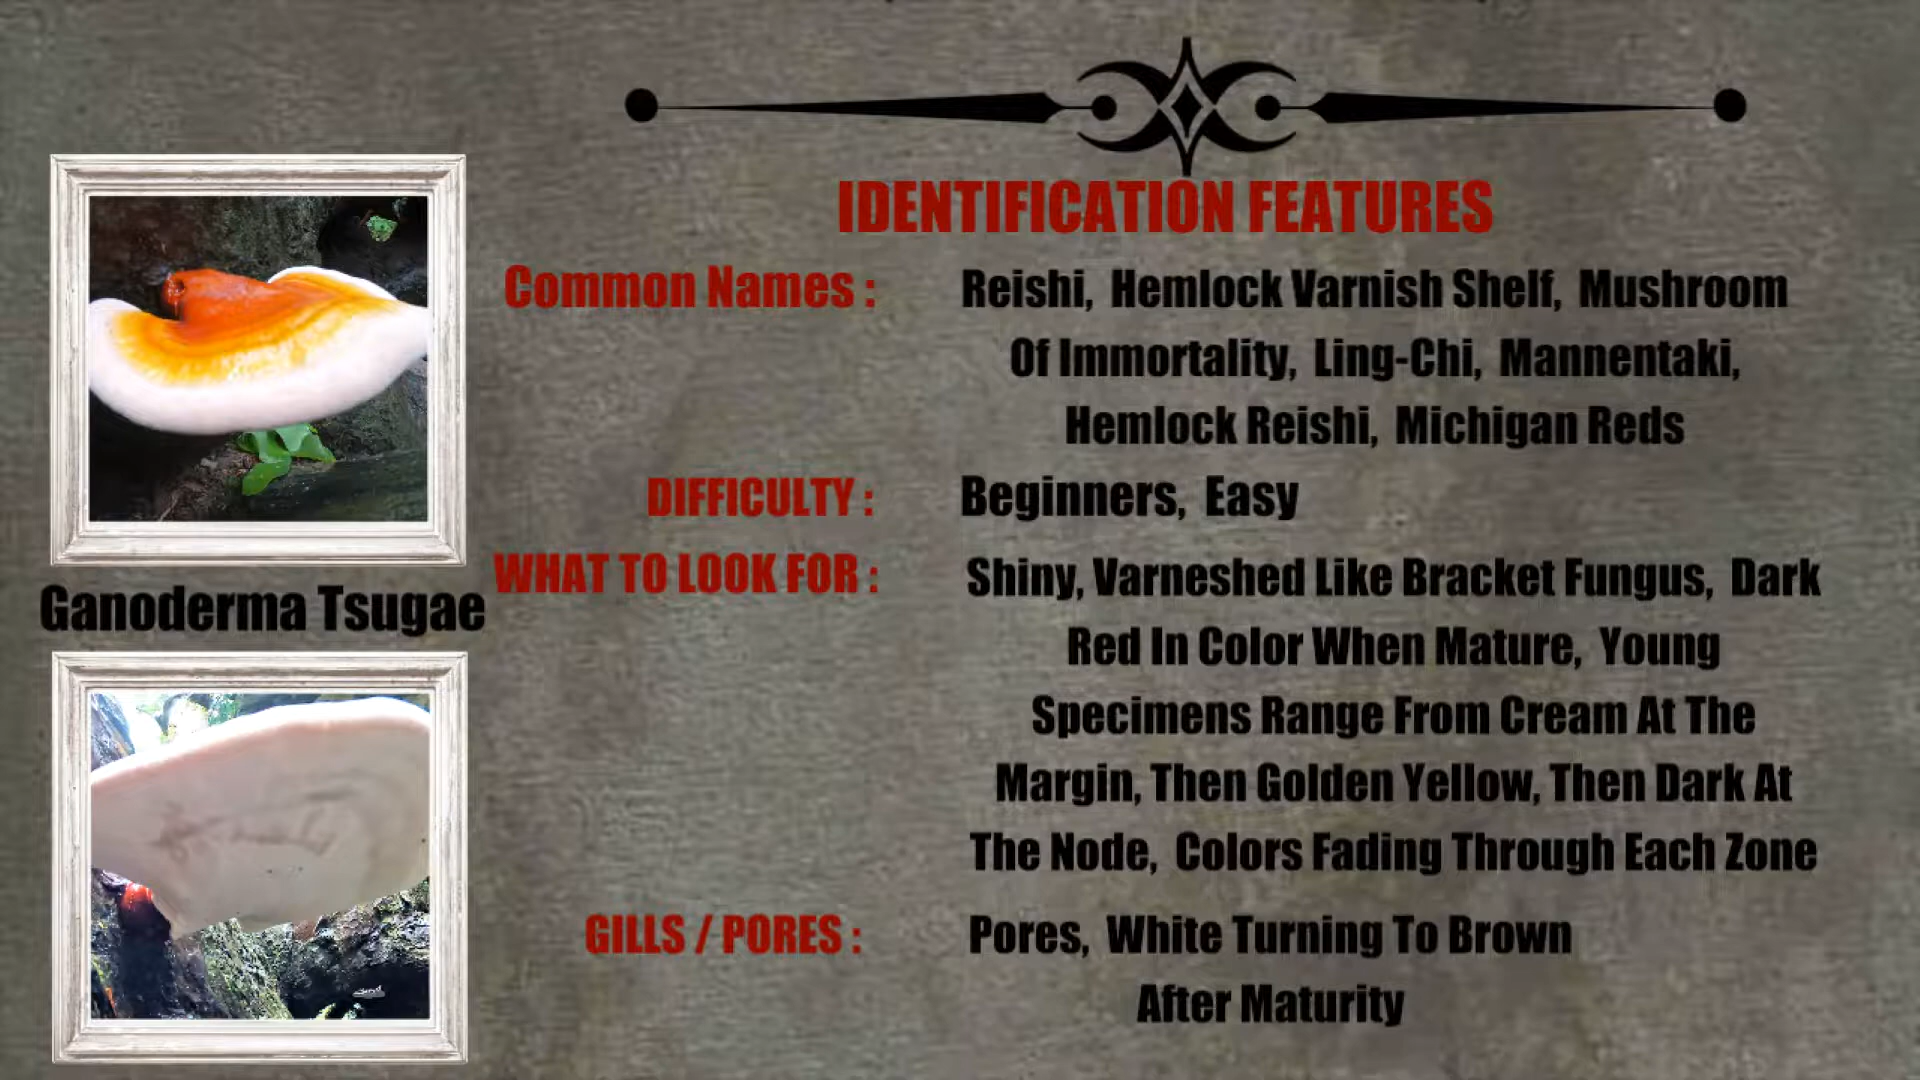 IDENTIFICATION FEATURES
Common Names : Reishi, Hemlock Varnish Shelf, Mushroom
Of Immortality, Ling-Chi, Mannentaki,
Hemlock Reishi, Michigan Reds
DIFFICULTY : Beginners, Easy
WHAT TO LOOK FOR : Shiny, Varneshed Like Bracket Fungus, Dark
Red In Color When Mature, Young
Specimens Range From Cream At The
Margin, Then Golden Yellow, Then Dark At
The Node, Colors Fading Through Each Zone
GILLS / PORES : Pores, White Turning To Brown
After Maturity
Ganoderma Tsugae